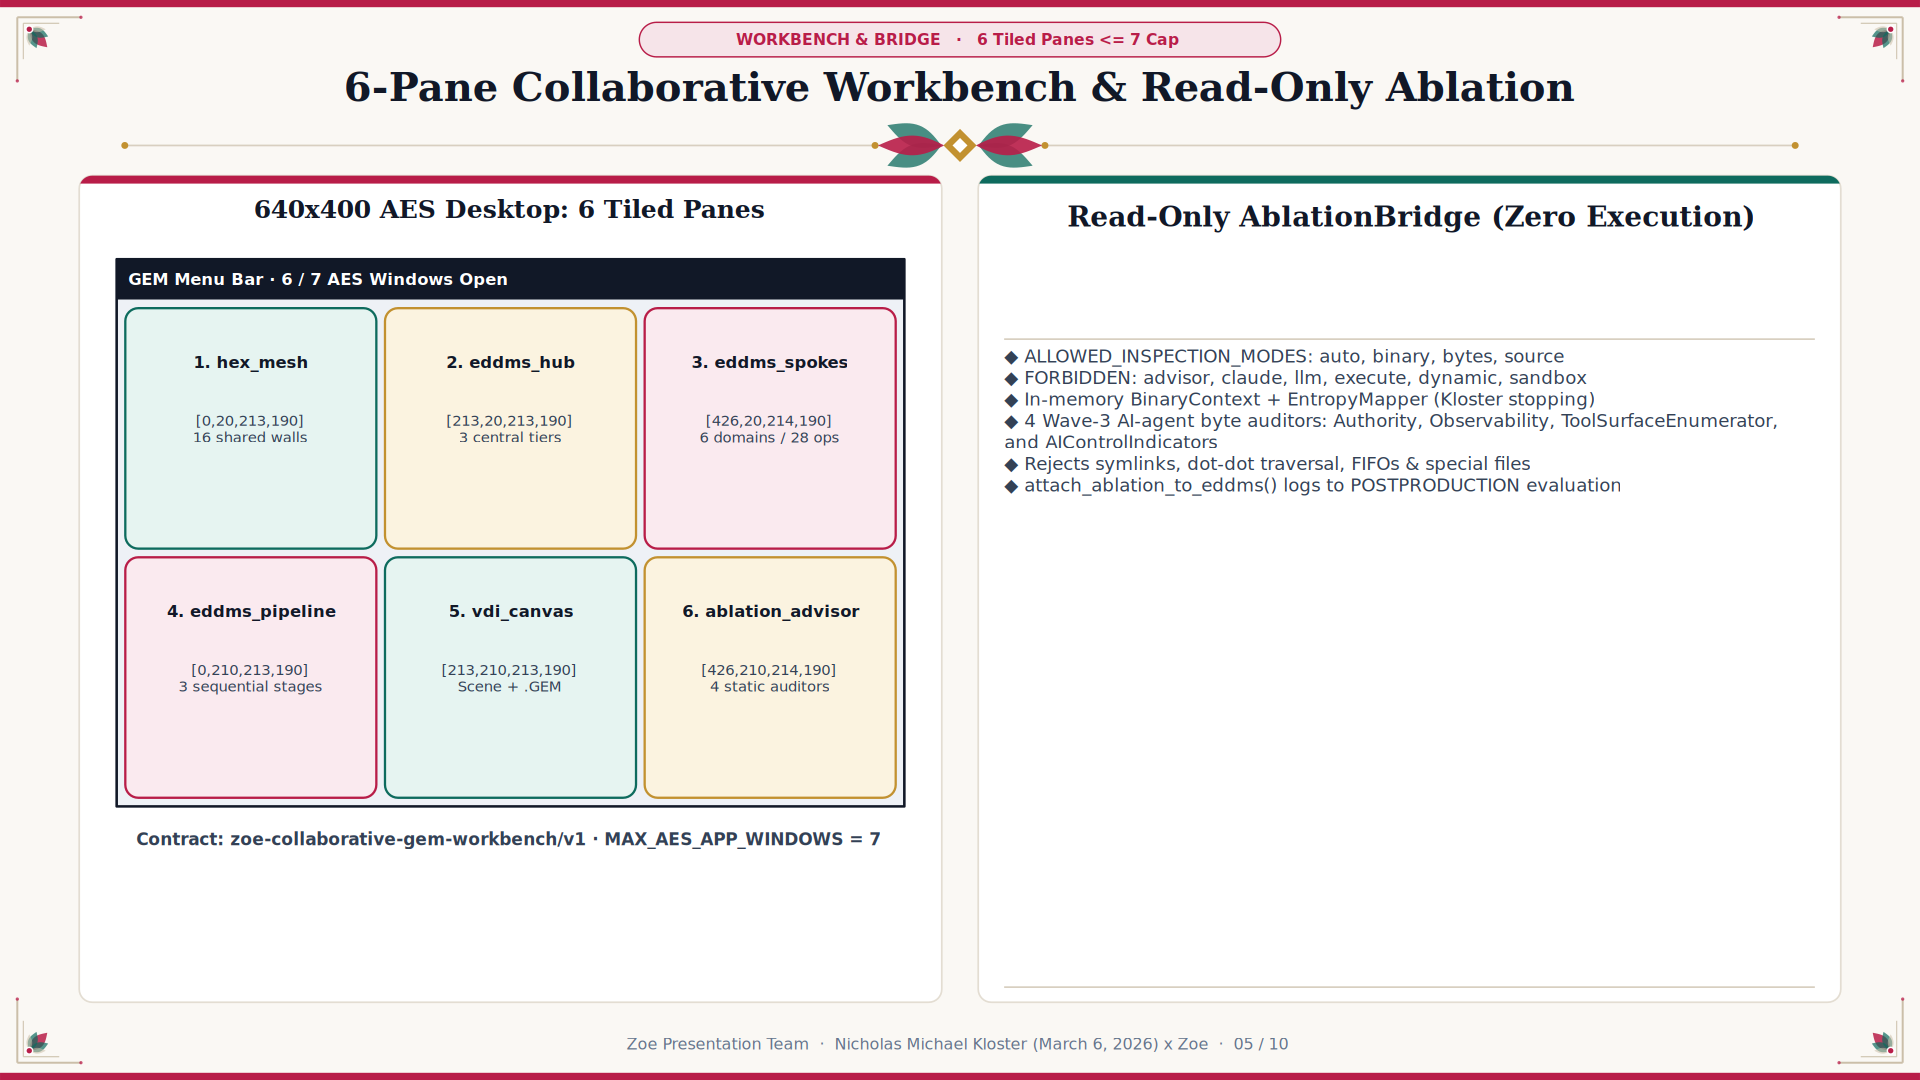 WORKBENCH & BRIDGE · 6 Tiled Panes <= 7 Cap
6-Pane Collaborative Workbench & Read-Only Ablation
640x400 AES Desktop: 6 Tiled Panes
GEM Menu Bar · 6 / 7 AES Windows Open
1. hex_mesh
[0,20,213,190]
16 shared walls
2. eddms_hub
[213,20,213,190]
3 central tiers
3. eddms_spokes
[426,20,214,190]
6 domains / 28 ops
4. eddms_pipeline
[0,210,213,190]
3 sequential stages
5. vdi_canvas
[213,210,213,190]
Scene + .GEM
6. ablation_advisor
[426,210,214,190]
4 static auditors
Contract: zoe-collaborative-gem-workbench/v1 · MAX_AES_APP_WINDOWS = 7
Read-Only AblationBridge (Zero Execution)
◆ ALLOWED_INSPECTION_MODES: auto, binary, bytes, source
◆ FORBIDDEN: advisor, claude, llm, execute, dynamic, sandbox
◆ In-memory BinaryContext + EntropyMapper (Kloster stopping)
◆ 4 Wave-3 AI-agent byte auditors: Authority, Observability, ToolSurfaceEnumerator,
and AIControlIndicators
◆ Rejects symlinks, dot-dot traversal, FIFOs & special files
◆ attach_ablation_to_eddms() logs to POSTPRODUCTION evaluation
Zoe Presentation Team · Nicholas Michael Kloster (March 6, 2026) x Zoe · 05 / 10